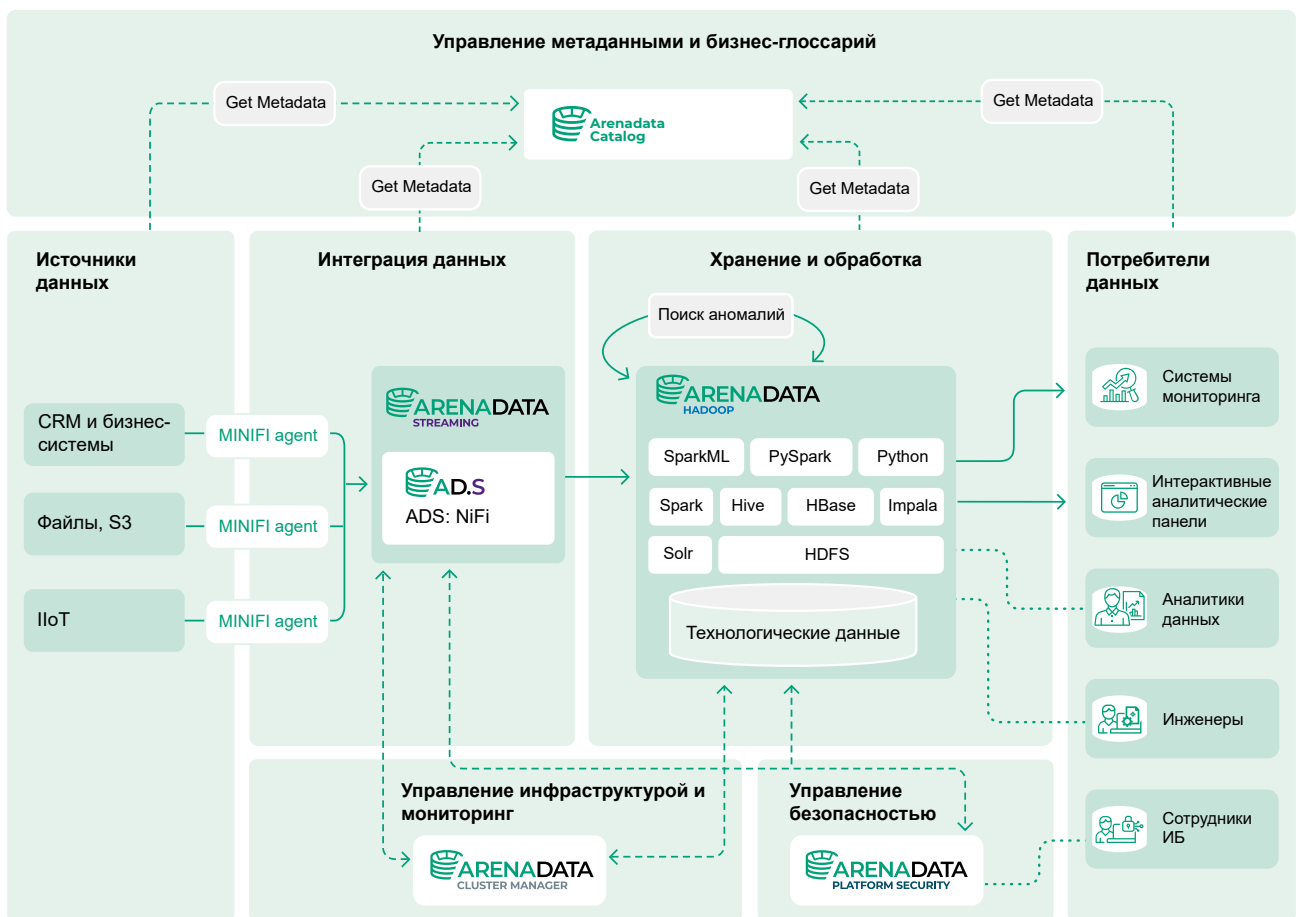 Управление метаданными и бизнес-глоссарий
Get Metadata
Arenadata
Catalog
Get Metadata
Get Metadata
Get Metadata
Источники
данных
CRM и бизнес-
системы
Файлы, S3
IIoT
MINIFI agent
MINIFI agent
MINIFI agent
Интеграция данных
ARENADATA
STREAMING
AD.S
ADS: NiFi
Хранение и обработка
Поиск аномалий
ARENADATA
HADOOP
SparkML
PySpark
Python
Spark
Hive
HBase
Impala
Solr
HDFS
Технологические данные
Потребители
данных
Системы
мониторинга
Интерактивные
аналитические
панели
Аналитики
данных
Инженеры
Сотрудники
ИБ
Управление инфраструктурой и
мониторинг
ARENADATA
CLUSTER MANAGER
Управление
безопасностью
ARENADATA
PLATFORM SECURITY